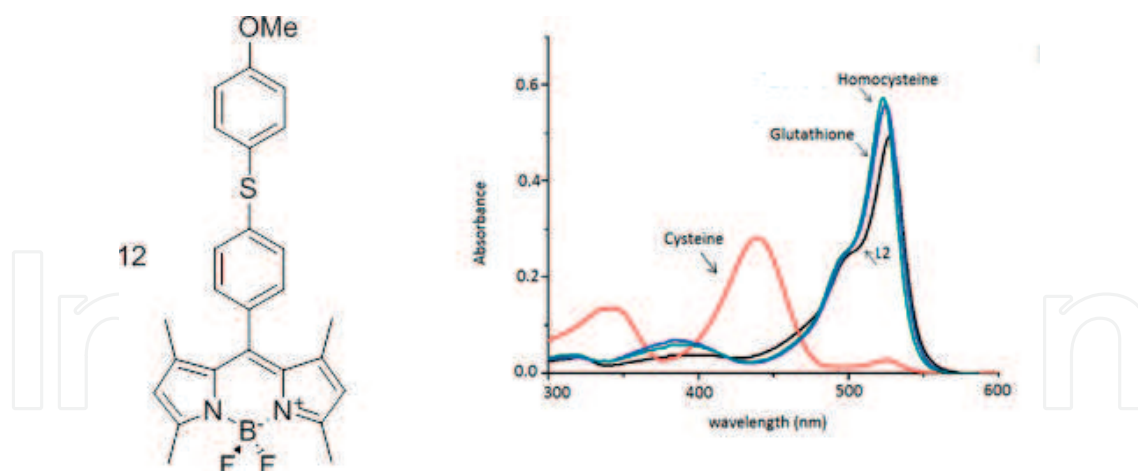 OMe
S
12
N
N+
B-
F
F
0.6
0.4
0.2
0.0
Absorbance
Homocysteine
Glutathione
Cysteine
L2
300
400
500
600
wavelength (nm)